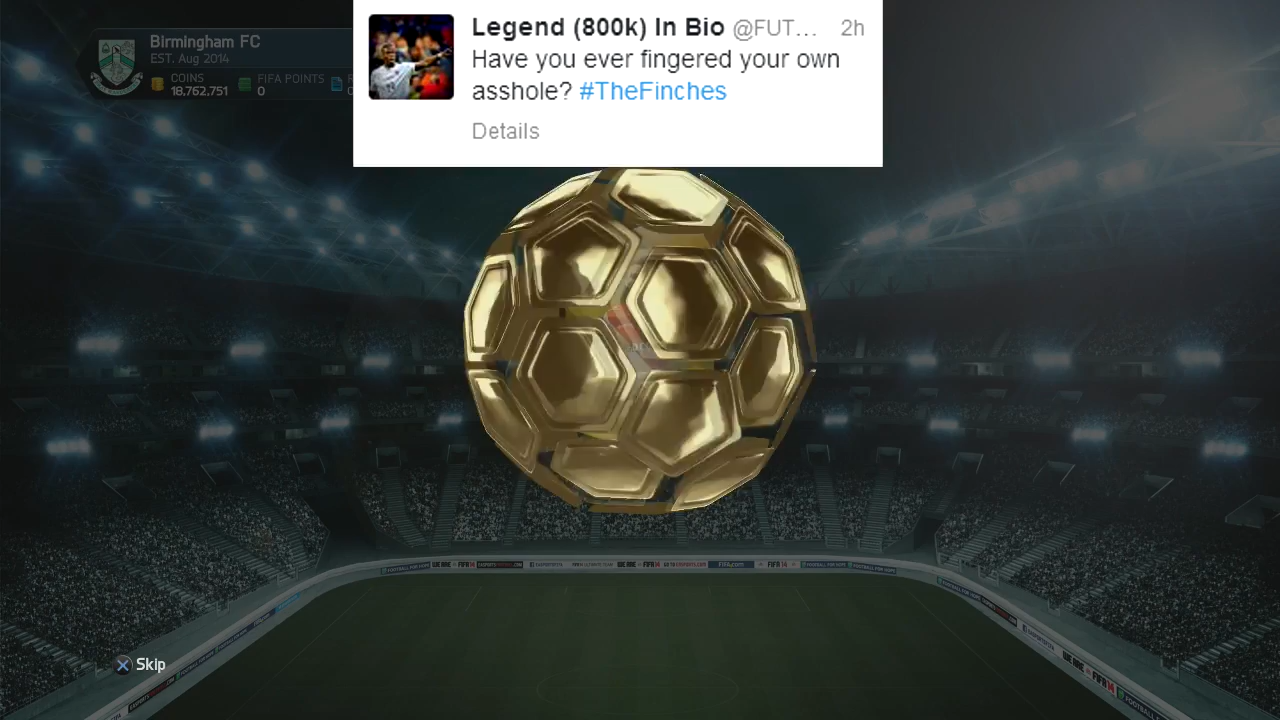 Legend (800k) In Bio @FUT... 2h
Have you ever fingered your own
asshole? #TheFinches
Details
Birmingham FC
EST. Aug 2014
COINS
18,762,751
FIFA POINTS
0
Skip